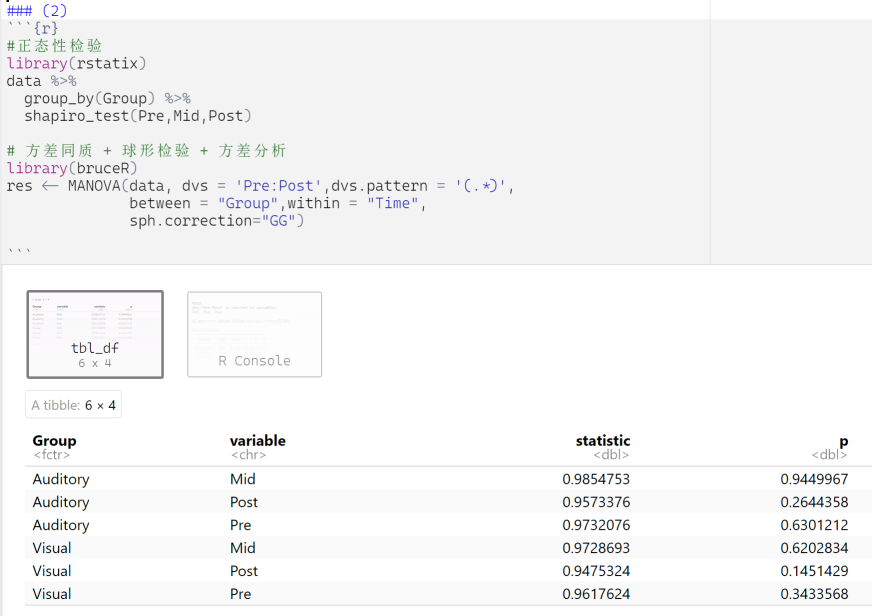 ### (2)
```{r}
#正态性检验
library(rstatix)
data %>%
  group_by(Group) %>%
  shapiro_test(Pre,Mid,Post)
# 方差同质 + 球形检验 + 方差分析
library(bruceR)
res <- MANOVA(data, dvs = 'Pre:Post',dvs.pattern = '(.*)',
              between = "Group",within = "Time",
              sph.correction="GG")
```
tbl_df
6 x 4
R Console
A tibble: 6 × 4
Group variable statistic p
<fctr> <chr> <dbl> <dbl>
Auditory Mid 0.9854753 0.9449967
Auditory Post 0.9573376 0.2644358
Auditory Pre 0.9732076 0.6301212
Visual Mid 0.9728693 0.6202834
Visual Post 0.9475324 0.1451429
Visual Pre 0.9617624 0.3433568